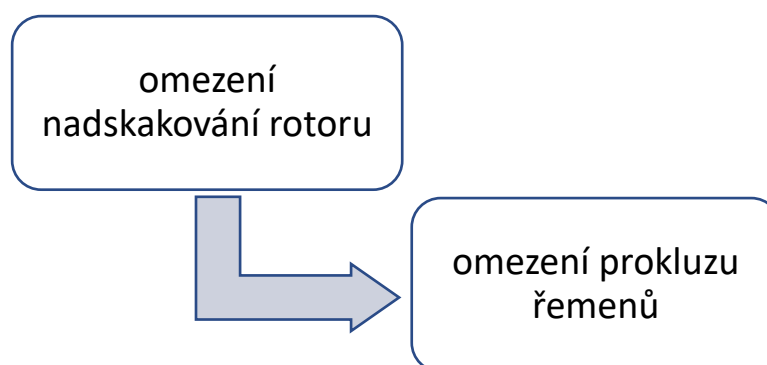 omezení
nadskakování rotoru
omezení prokluzu
řemenů